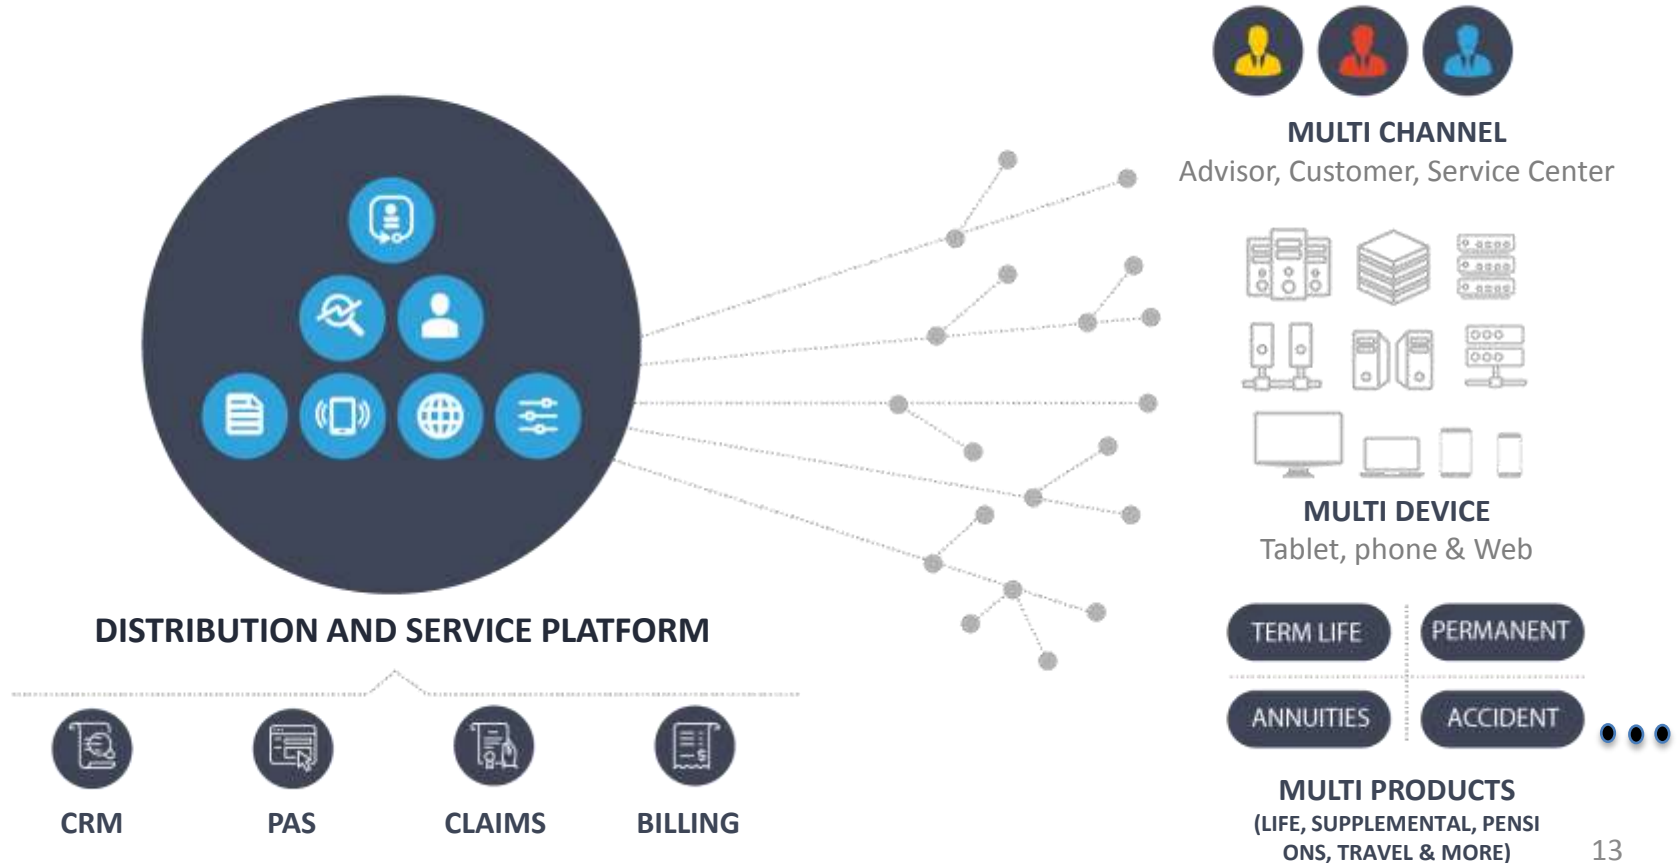 MULTI CHANNEL
Advisor, Customer, Service Center
MULTI DEVICE
Tablet, phone & Web
DISTRIBUTION AND SERVICE PLATFORM
CRM
PAS
CLAIMS
BILLING
TERM LIFE
PERMANENT
ANNUITIES
ACCIDENT
MULTI PRODUCTS
(LIFE, SUPPLEMENTAL, PENSI
ONS, TRAVEL & MORE)
13